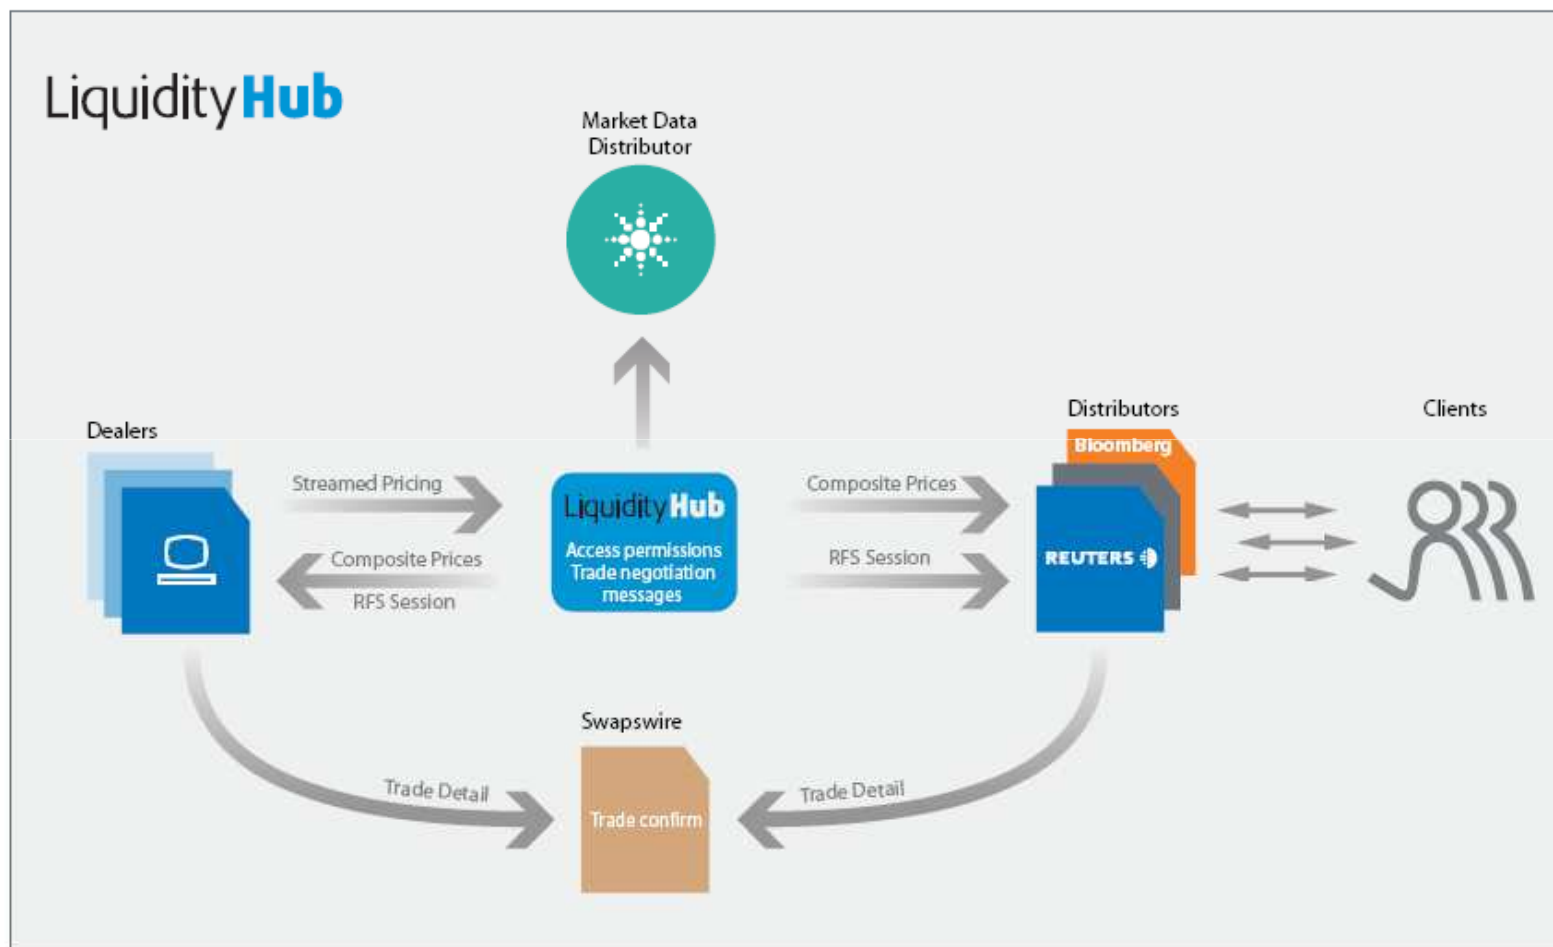 LiquidityHub
Market Data
Distributor
Dealers
Streamed Pricing
Composite Prices
RFS Session
LiquidityHub
Access permissions
Trade negotiation
messages
Composite Prices
RFS Session
Distributors
Bloomberg
REUTERS
Clients
Swapswire
Trade Detail
Trade confirm
Trade Detail